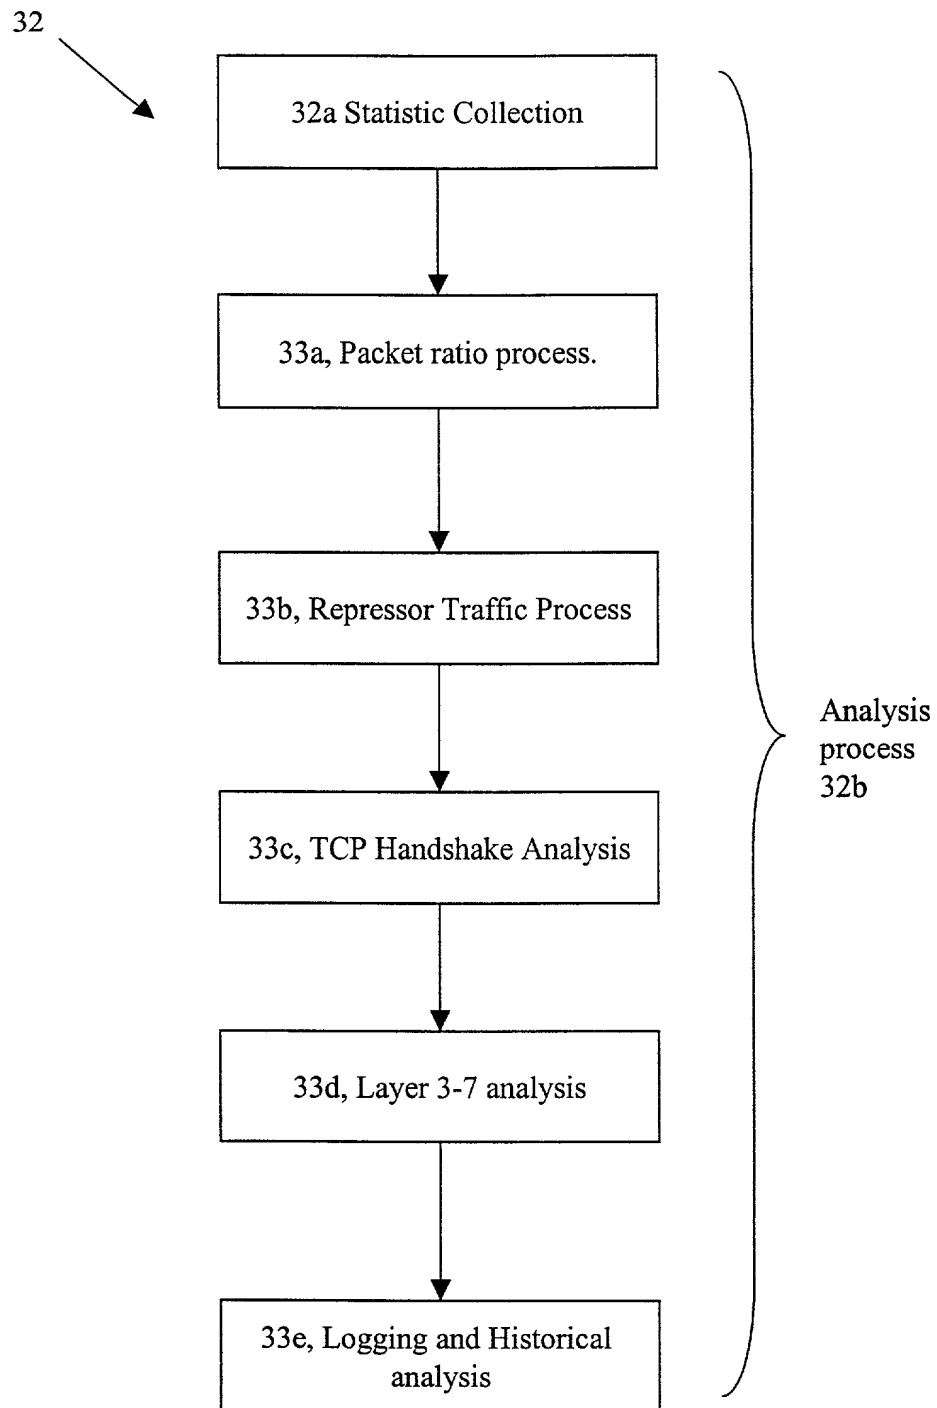 32
32a Statistic Collection
33a, Packet ratio process.
33b, Repressor Traffic Process
33c, TCP Handshake Analysis
33d, Layer 3-7 analysis
33e, Logging and Historical
analysis
Analysis
process
32b